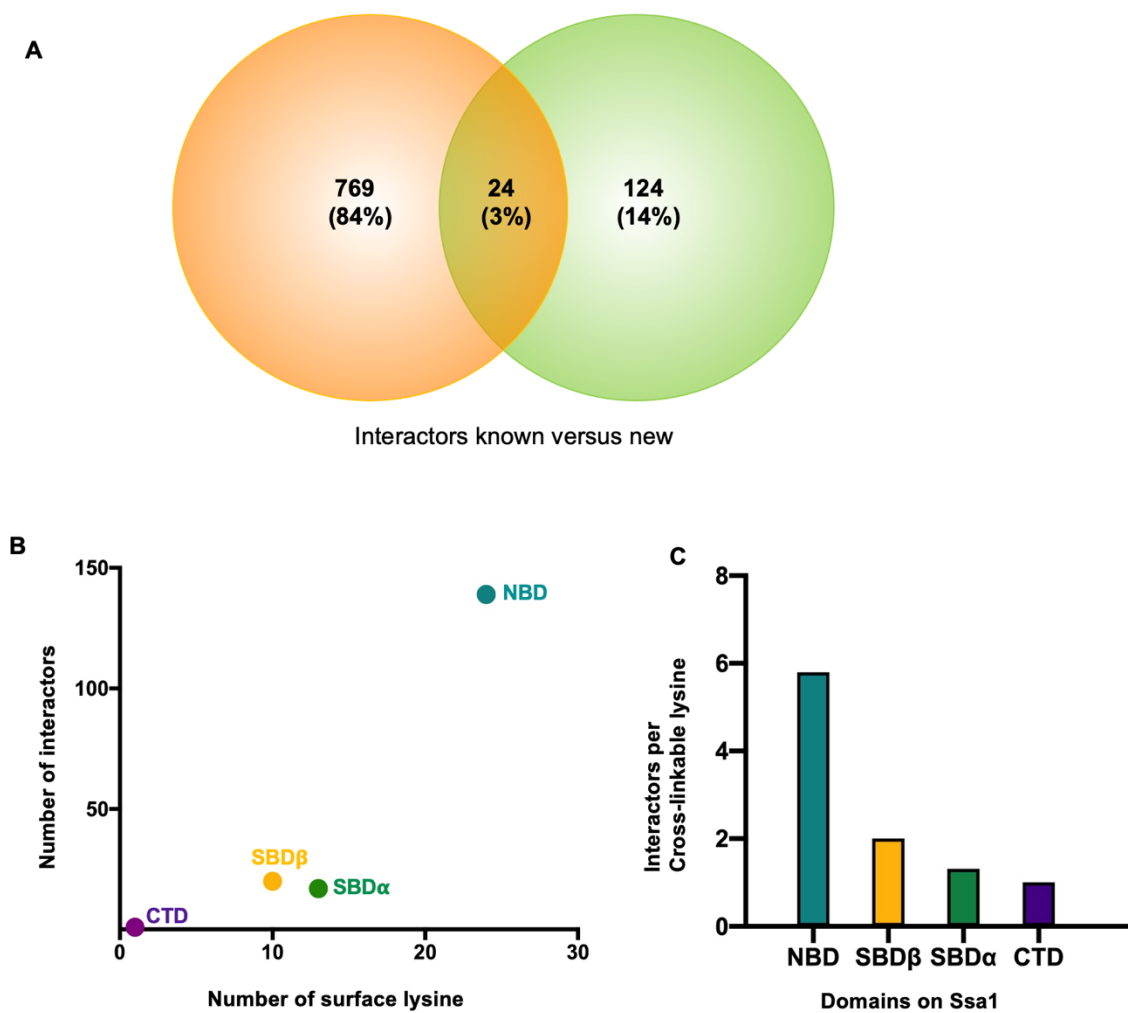 A
769
(84%)
24
(3%)
124
(14%)
Interactors known versus new
B
Number of interactors
150
100
50
NBD
SBDβ
SBDα
CTD
0
10
20
30
Number of surface lysine
C
Interactors per
Cross-linkable lysine
8
6
4
2
0
NBD
SBDβ
SBDα
CTD
Domains on Ssa1